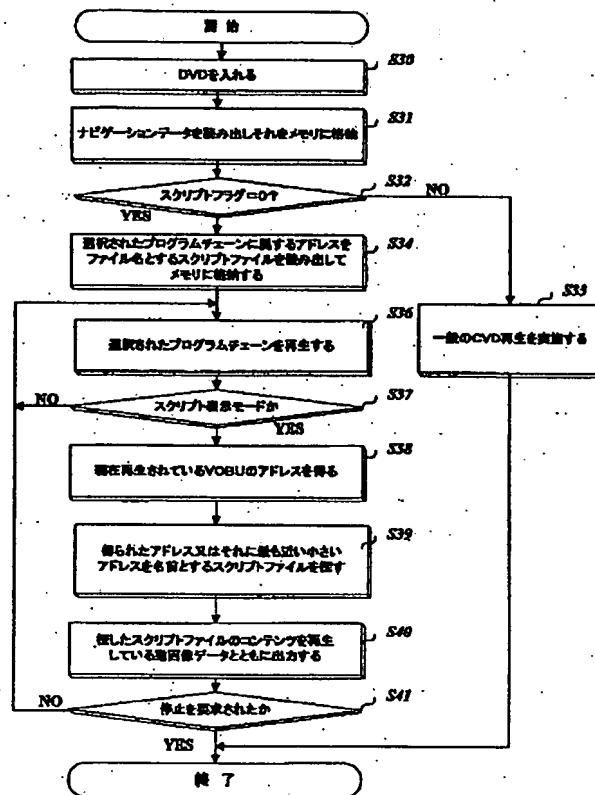 開始
S30
DVDを入れる
S31
ナビゲーションデータを読み出しそれをメモリに格納
S32
スクリプトフラグ=0?
NO
YES
S34
選択されたプログラムチェーンに属するアドレスを
ファイル名とするスクリプトファイルを読み出して
メモリに格納する
S36
S33
選択されたプログラムチェーンを再生する
一般のCVD再生を実施する
NO
S37
スクリプト表示モードか
YES
S38
現在再生されているVOBUのアドレスを得る
S39
得られたアドレス又はそれに最も近い小さい
アドレスを名前とするスクリプトファイルを探す
S40
探したスクリプトファイルのコンテンツを再生
している動画像データとともに出力する
S41
NO
停止を要求されたか
YES
終了